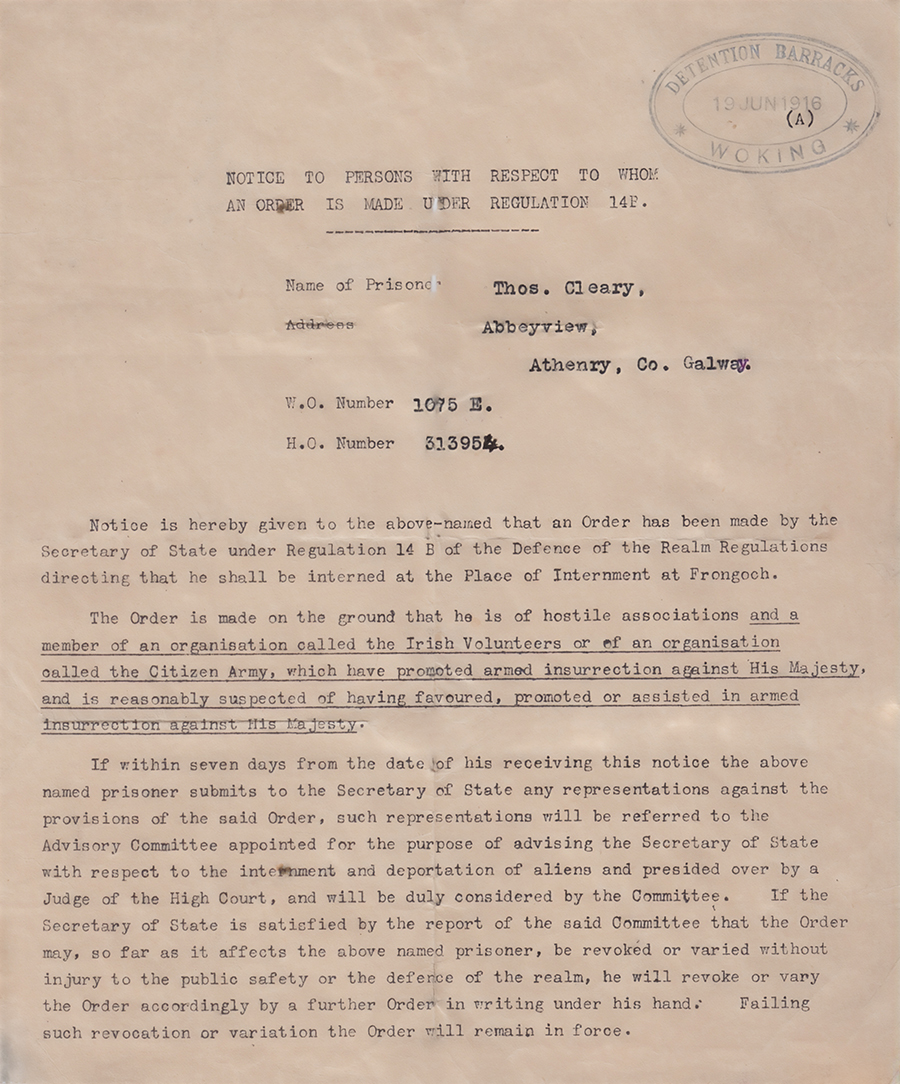 DETENTION BARRACKS
19 JUN 1916
(A)
WOKING
NOTICE TO PERSONS WITH RESPECT TO WHOM
AN ORDER IS MADE UNDER REGULATION 14B.
Name of Prisoner Thos. Cleary,
Address Abbeyview,
Athenry, Co. Galway.
W.O. Number 1075 E.
H.O. Number 313954.
Notice is hereby given to the above-named that an Order has been made by the
Secretary of State under Regulation 14 B of the Defence of the Realm Regulations
directing that he shall be interned at the Place of Internment at Frongoch.
The Order is made on the ground that he is of hostile associations and a
member of an organisation called the Irish Volunteers or of an organisation
called the Citizen Army, which have promoted armed insurrection against His Majesty,
and is reasonably suspected of having favoured, promoted or assisted in armed
insurrection against His Majesty.
If within seven days from the date of his receiving this notice the above
named prisoner submits to the Secretary of State any representations against the
provisions of the said Order, such representations will be referred to the
Advisory Committee appointed for the purpose of advising the Secretary of State
with respect to the internment and deportation of aliens and presided over by a
Judge of the High Court, and will be duly considered by the Committee. If the
Secretary of State is satisfied by the report of the said Committee that the Order
may, so far as it affects the above named prisoner, be revoked or varied without
injury to the public safety or the defence of the realm, he will revoke or vary
the Order accordingly by a further Order in writing under his hand. Failing
such revocation or variation the Order will remain in force.